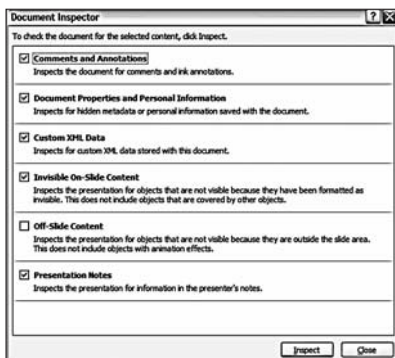 Document Inspector
To check the document for the selected content, click Inspect.
Comments and Annotations
Inspects the document for comments and ink annotations.
Document Properties and Personal Information
Inspects for hidden metadata or personal information saved with the document.
Custom XML Data
Inspects for custom XML data stored with this document.
Invisible On-Slide Content
Inspects the presentation for objects that are not visible because they have been formatted as
invisible. This does not include objects that are covered by other objects.
Off-Slide Content
Inspects the presentation for objects that are not visible because they are outside the slide area.
This does not include objects with animation effects.
Presentation Notes
Inspects the presentation for information in the presenter's notes.
Inspect
Close